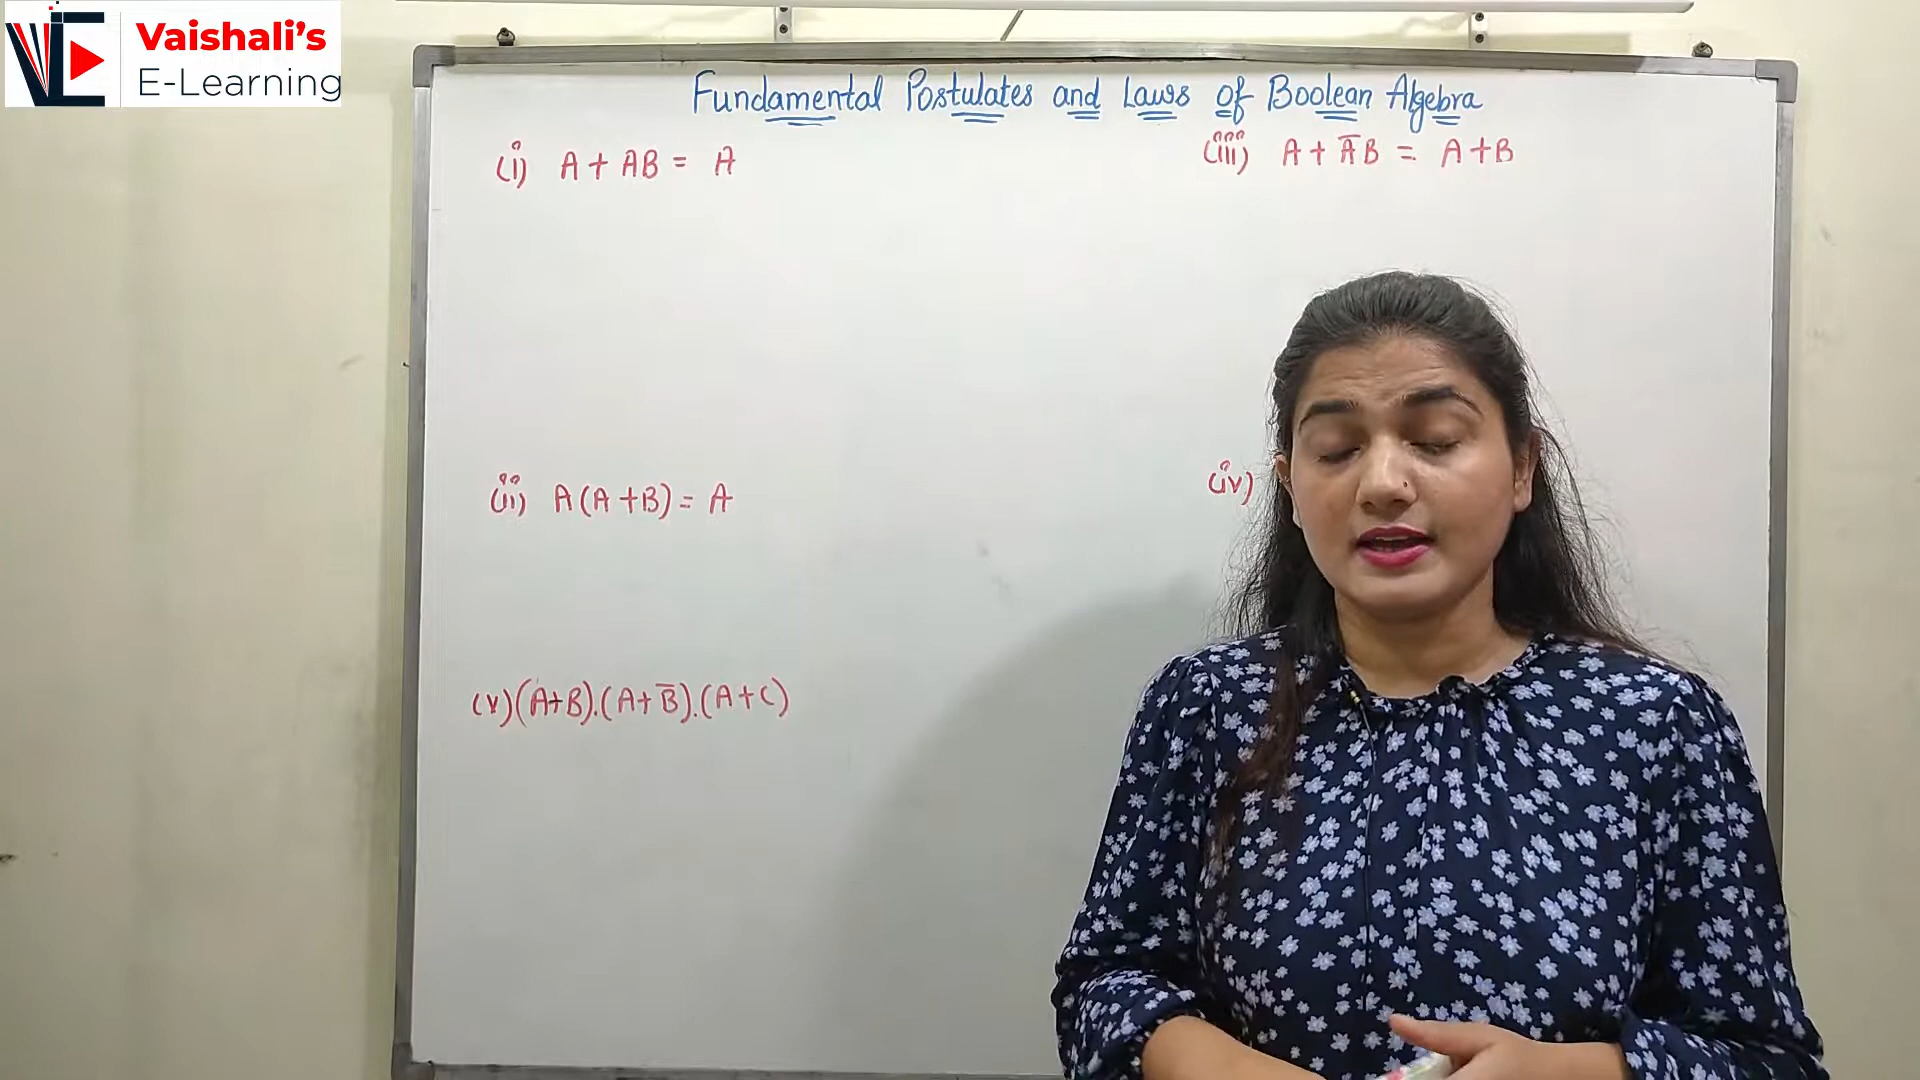 Vaishali's
E-Learning
Fundamental Postulates and Laws of Boolean Algebra
(i) A + AB = A
(iii) A + A̅B = A+B
(ii) A(A+B) = A
(iv)
(v) (A+B).(A+B̅).(A+C)